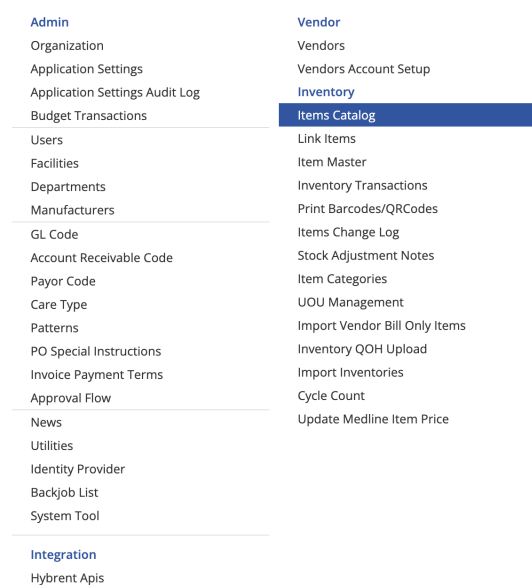 Admin
Organization
Application Settings
Application Settings Audit Log
Budget Transactions
Users
Facilities
Departments
Manufacturers
GL Code
Account Receivable Code
Payor Code
Care Type
Patterns
PO Special Instructions
Invoice Payment Terms
Approval Flow
News
Utilities
Identity Provider
Backjob List
System Tool
Integration
Hybrent Apis
Vendor
Vendors
Vendors Account Setup
Inventory
Items Catalog
Link Items
Item Master
Inventory Transactions
Print Barcodes/QRCodes
Items Change Log
Stock Adjustment Notes
Item Categories
UOU Management
Import Vendor Bill Only Items
Inventory QOH Upload
Import Inventories
Cycle Count
Update Medline Item Price